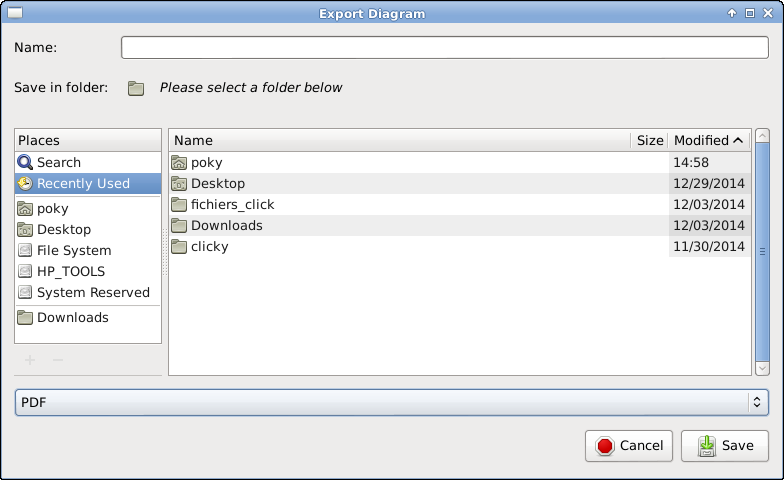 Export Diagram
Name:
Save in folder: Please select a folder below
Places
Search
Recently Used
poky
Desktop
File System
HP_TOOLS
System Reserved
Downloads
Name Size Modified
poky 14:58
Desktop 12/29/2014
fichiers_click 12/03/2014
Downloads 12/03/2014
clicky 11/30/2014
PDF
Cancel Save